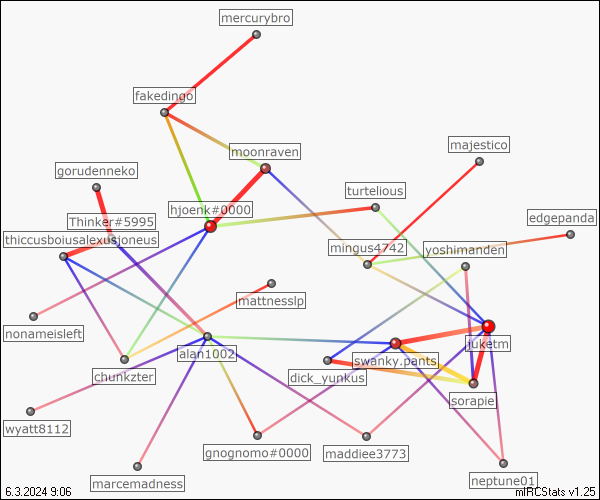 mercurybro
fakedingo
moonraven
majestico
gorudenneko
turtelious
hjoenk#0000
edgepanda
Thinker#5995
thiccusboiusalexusjoneus
mingus4742
yoshimanden
mattnesslp
nonameisleft
juketm
alan1002
swanky.pants
chunkzter
dick_yunkus
sorapie
wyatt8112
gnognomo#0000
maddiee3773
marcemadness
neptune01
6.3.2024 9:06
mIRCStats v1.25